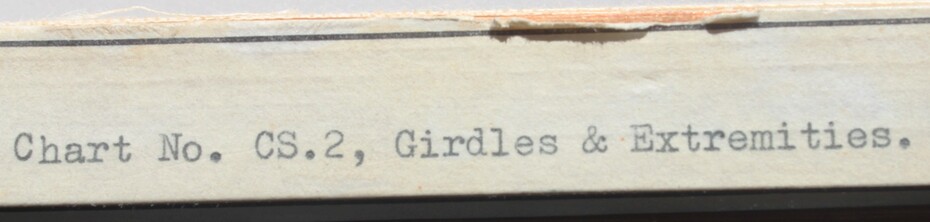 Chart No. CS.2, Girdles & Extremities.